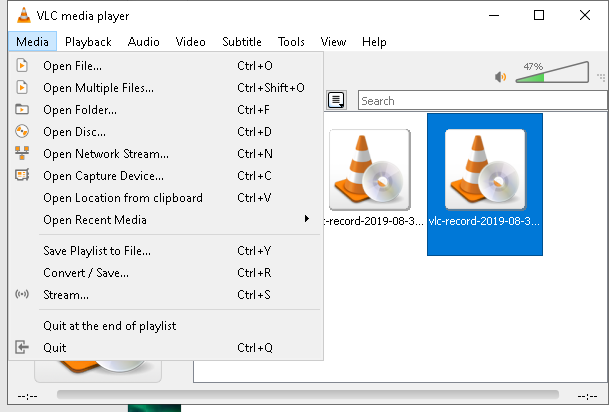 VLC media player
Media Playback Audio Video Subtitle Tools View Help
Open File... Ctrl+O
Open Multiple Files... Ctrl+Shift+O
Open Folder... Ctrl+F
Open Disc... Ctrl+D
Open Network Stream... Ctrl+N
Open Capture Device... Ctrl+C
Open Location from clipboard Ctrl+V
Open Recent Media
Save Playlist to File... Ctrl+Y
Convert / Save... Ctrl+R
Stream... Ctrl+S
Quit at the end of playlist
Quit Ctrl+Q
47%
Search
:-record-2019-08-3... vlc-record-2019-08-3...
--:-- --:--